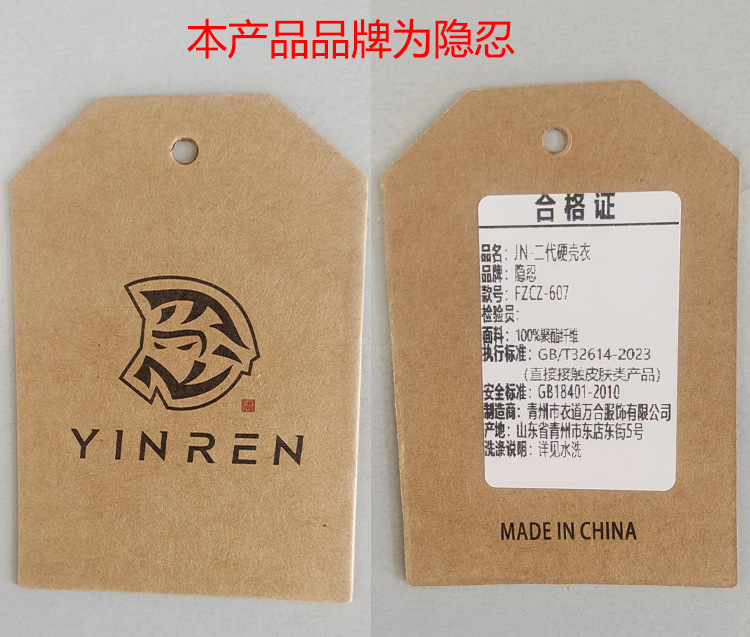 本产品品牌为隐忍
YINREN
合格证
品名：JN-二代硬壳衣
品牌：隐忍
款号：FZCZ-607
检验员：
面料：100%聚酯纤维
执行标准：GB/T32614-2023
（直接接触皮肤类产品）
安全标准：GB18401-2010
制造商：青州市衣道万合服饰有限公司
产地：山东省青州市东店东街5号
洗涤说明：详见水洗
MADE IN CHINA